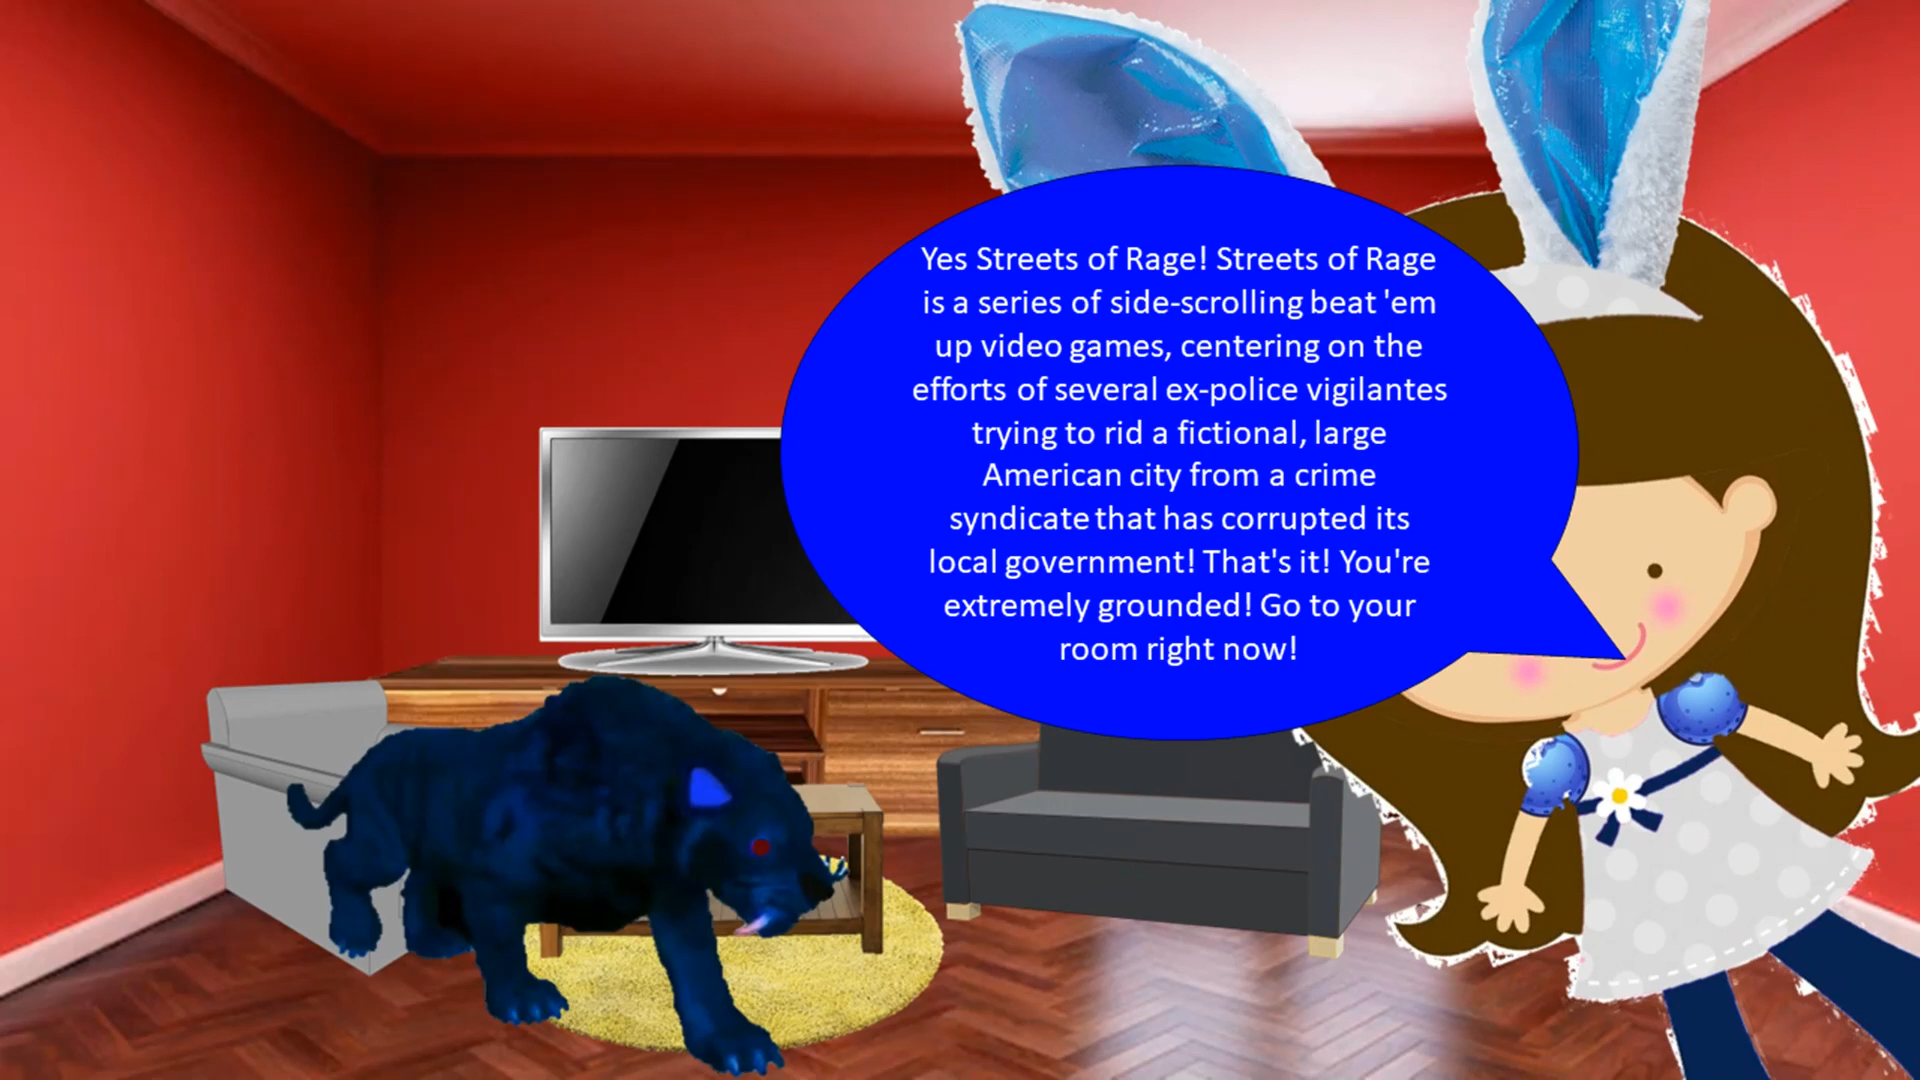 Yes Streets of Rage! Streets of Rage
is a series of side-scrolling beat 'em
up video games, centering on the
efforts of several ex-police vigilantes
trying to rid a fictional, large
American city from a crime
syndicate that has corrupted its
local government! That's it! You're
extremely grounded! Go to your
room right now!